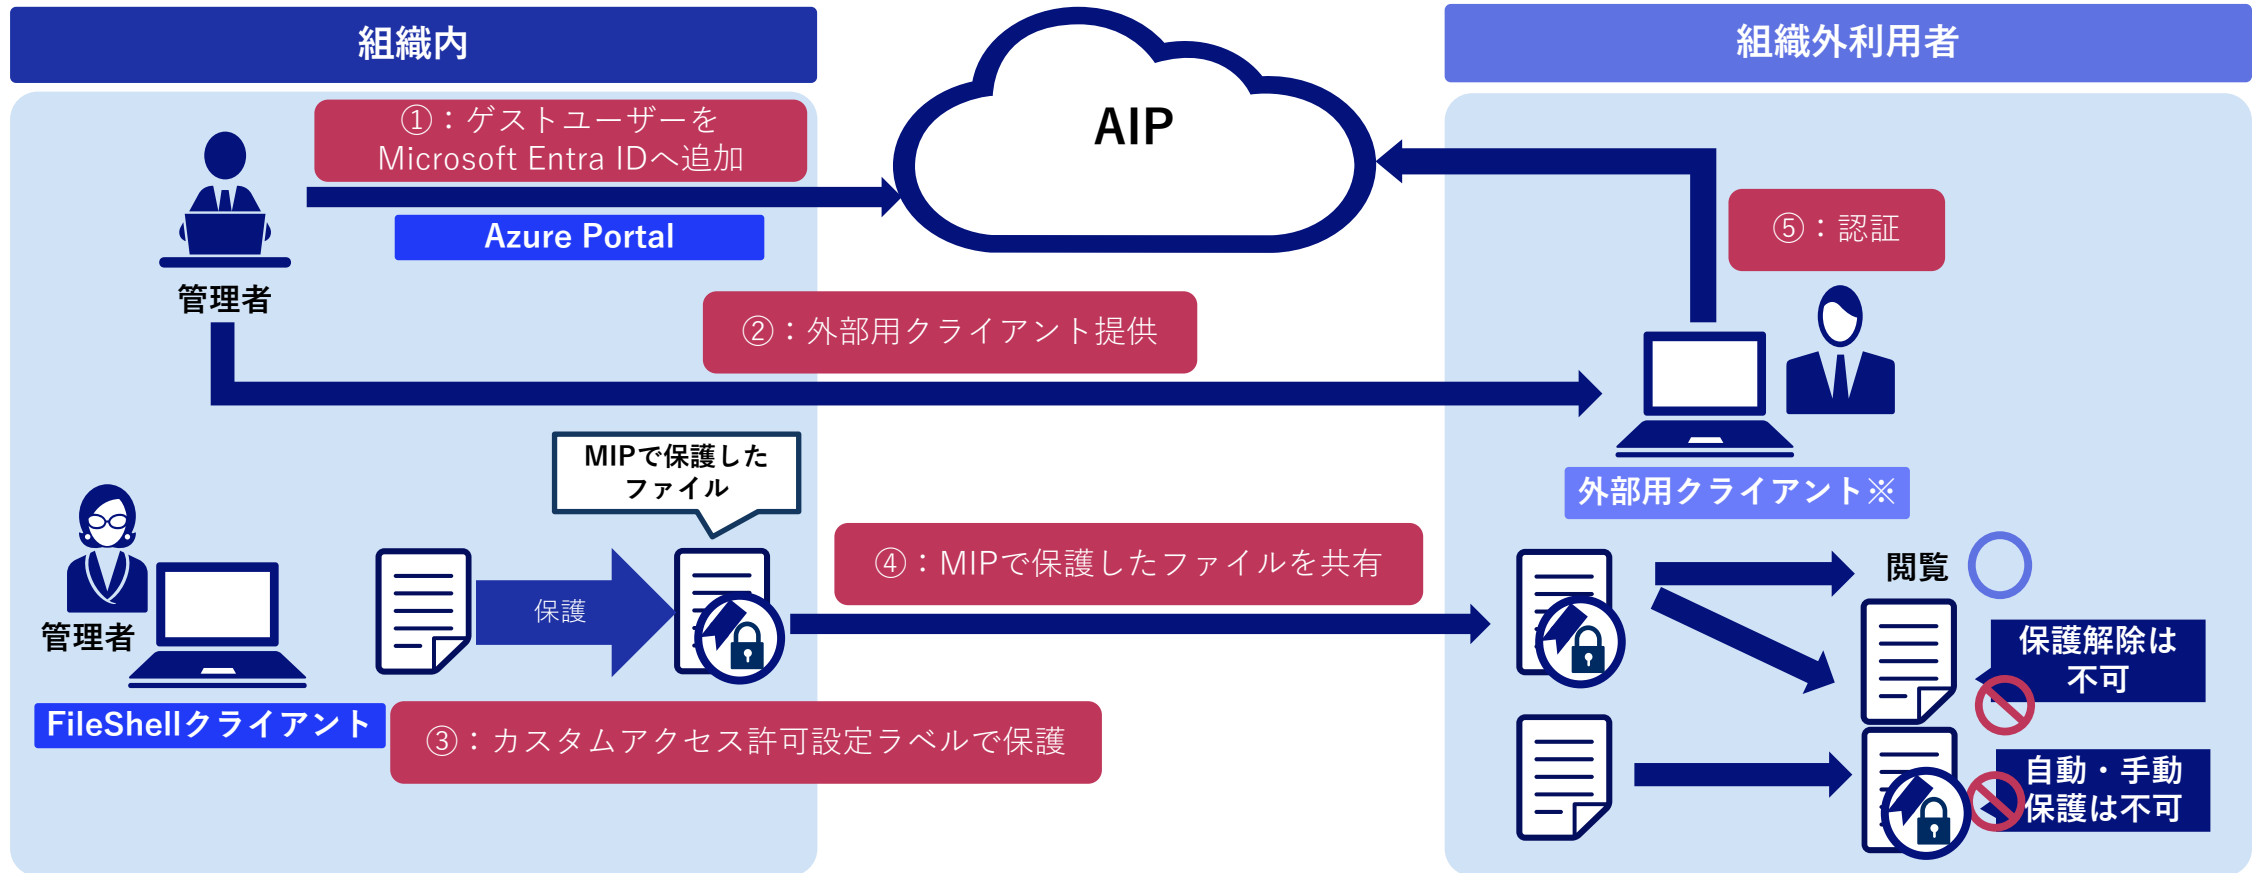 組織内
組織外利用者
AIP
①：ゲストユーザーを
Microsoft Entra IDへ追加
Azure Portal
管理者
⑤：認証
②：外部用クライアント提供
外部用クライアント※
MIPで保護した
ファイル
管理者
FileShellクライアント
保護
③：カスタムアクセス許可設定ラベルで保護
④：MIPで保護したファイルを共有
閲覧
保護解除は
不可
自動・手動
保護は不可